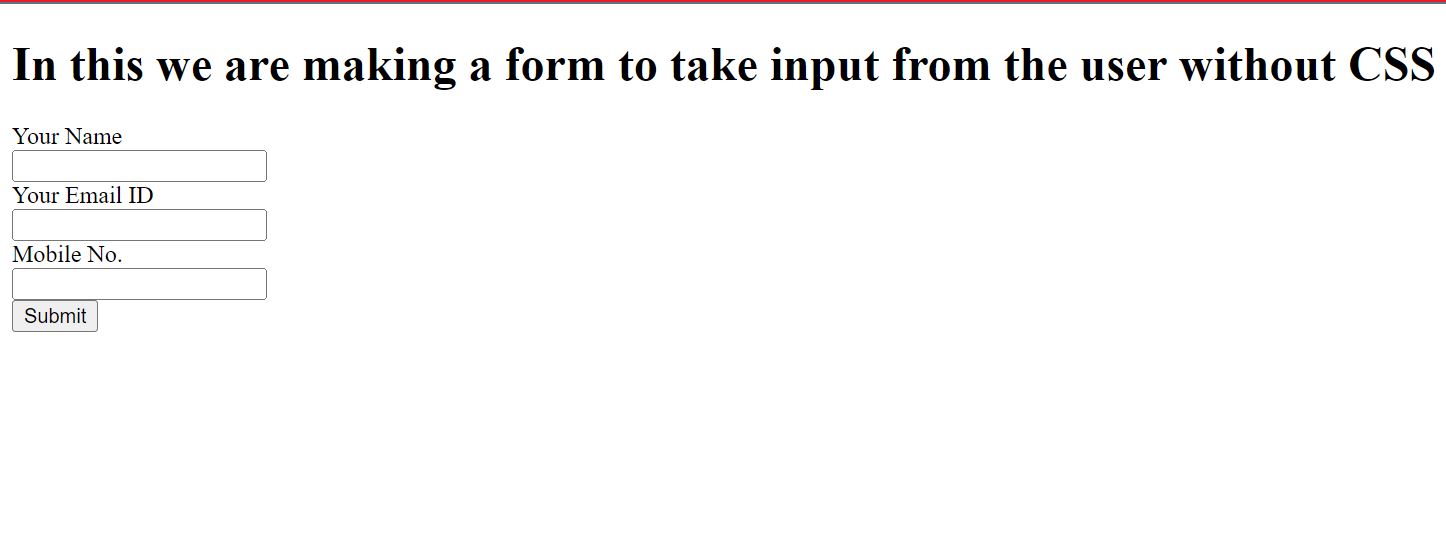 In this we are making a form to take input from the user without CSS
Your Name
Your Email ID
Mobile No.
Submit